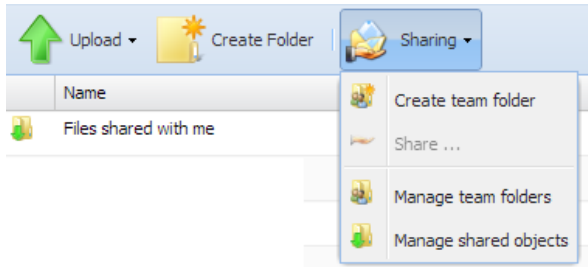 Upload
Create Folder
Sharing
Name
Files shared with me
Create team folder
Share ...
Manage team folders
Manage shared objects